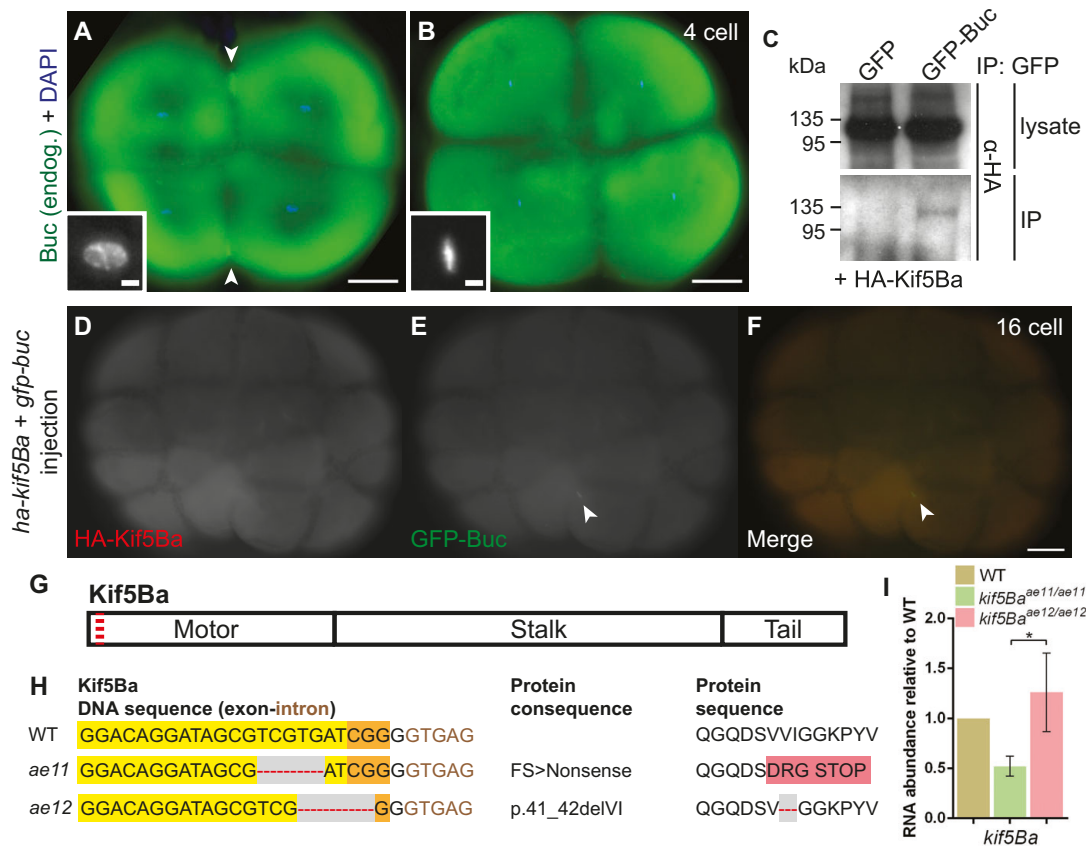 A
B
4 cell
Buc (endog.) + DAPI
C
kDa
GFP
GFP-Buc
IP: GFP
135
95
lysate
α-HA
135
95
IP
+ HA-Kif5Ba
ha-kif5Ba + gfp-buc
injection
D
HA-Kif5Ba
E
GFP-Buc
F
16 cell
Merge
G
Kif5Ba
Motor
Stalk
Tail
H
Kif5Ba
DNA sequence (exon-intron)
Protein
consequence
Protein
sequence
WT GGACAGGATAGCGTCGTGATCGGGGTGAG QGQDSVVIGGKPYV
ae11 GGACAGGATAGCG----------ATCGGGGTGAG FS>Nonsense QGQDSDRG STOP
ae12 GGACAGGATAGCGTCG-----------GGGTGAG p.41_42delVI QGQDSV--GGKPYV
I
WT
kif5Ba ae11/ae11
kif5Ba ae12/ae12
RNA abundance relative to WT
2.0
1.5
1.0
0.5
0
*
kif5Ba